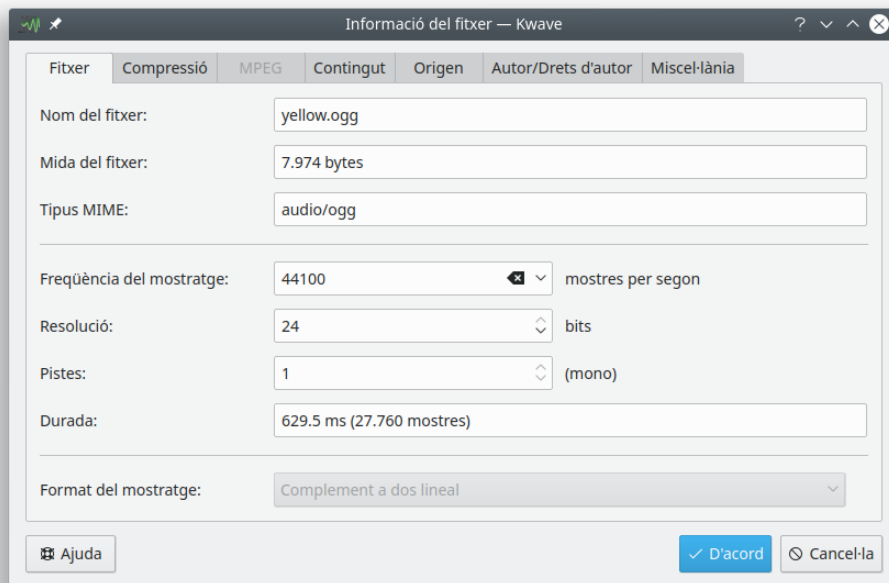 Informació del fitxer — Kwave
Fitxer Compressió MPEG Contingut Origen Autor/Drets d'autor Miscel·lània
Nom del fitxer: yellow.ogg
Mida del fitxer: 7.974 bytes
Tipus MIME: audio/ogg
Freqüència del mostratge: 44100 mostres per segon
Resolució: 24 bits
Pistes: 1 (mono)
Durada: 629.5 ms (27.760 mostres)
Format del mostratge: Complement a dos lineal
Ajuda D'acord Cancel·la